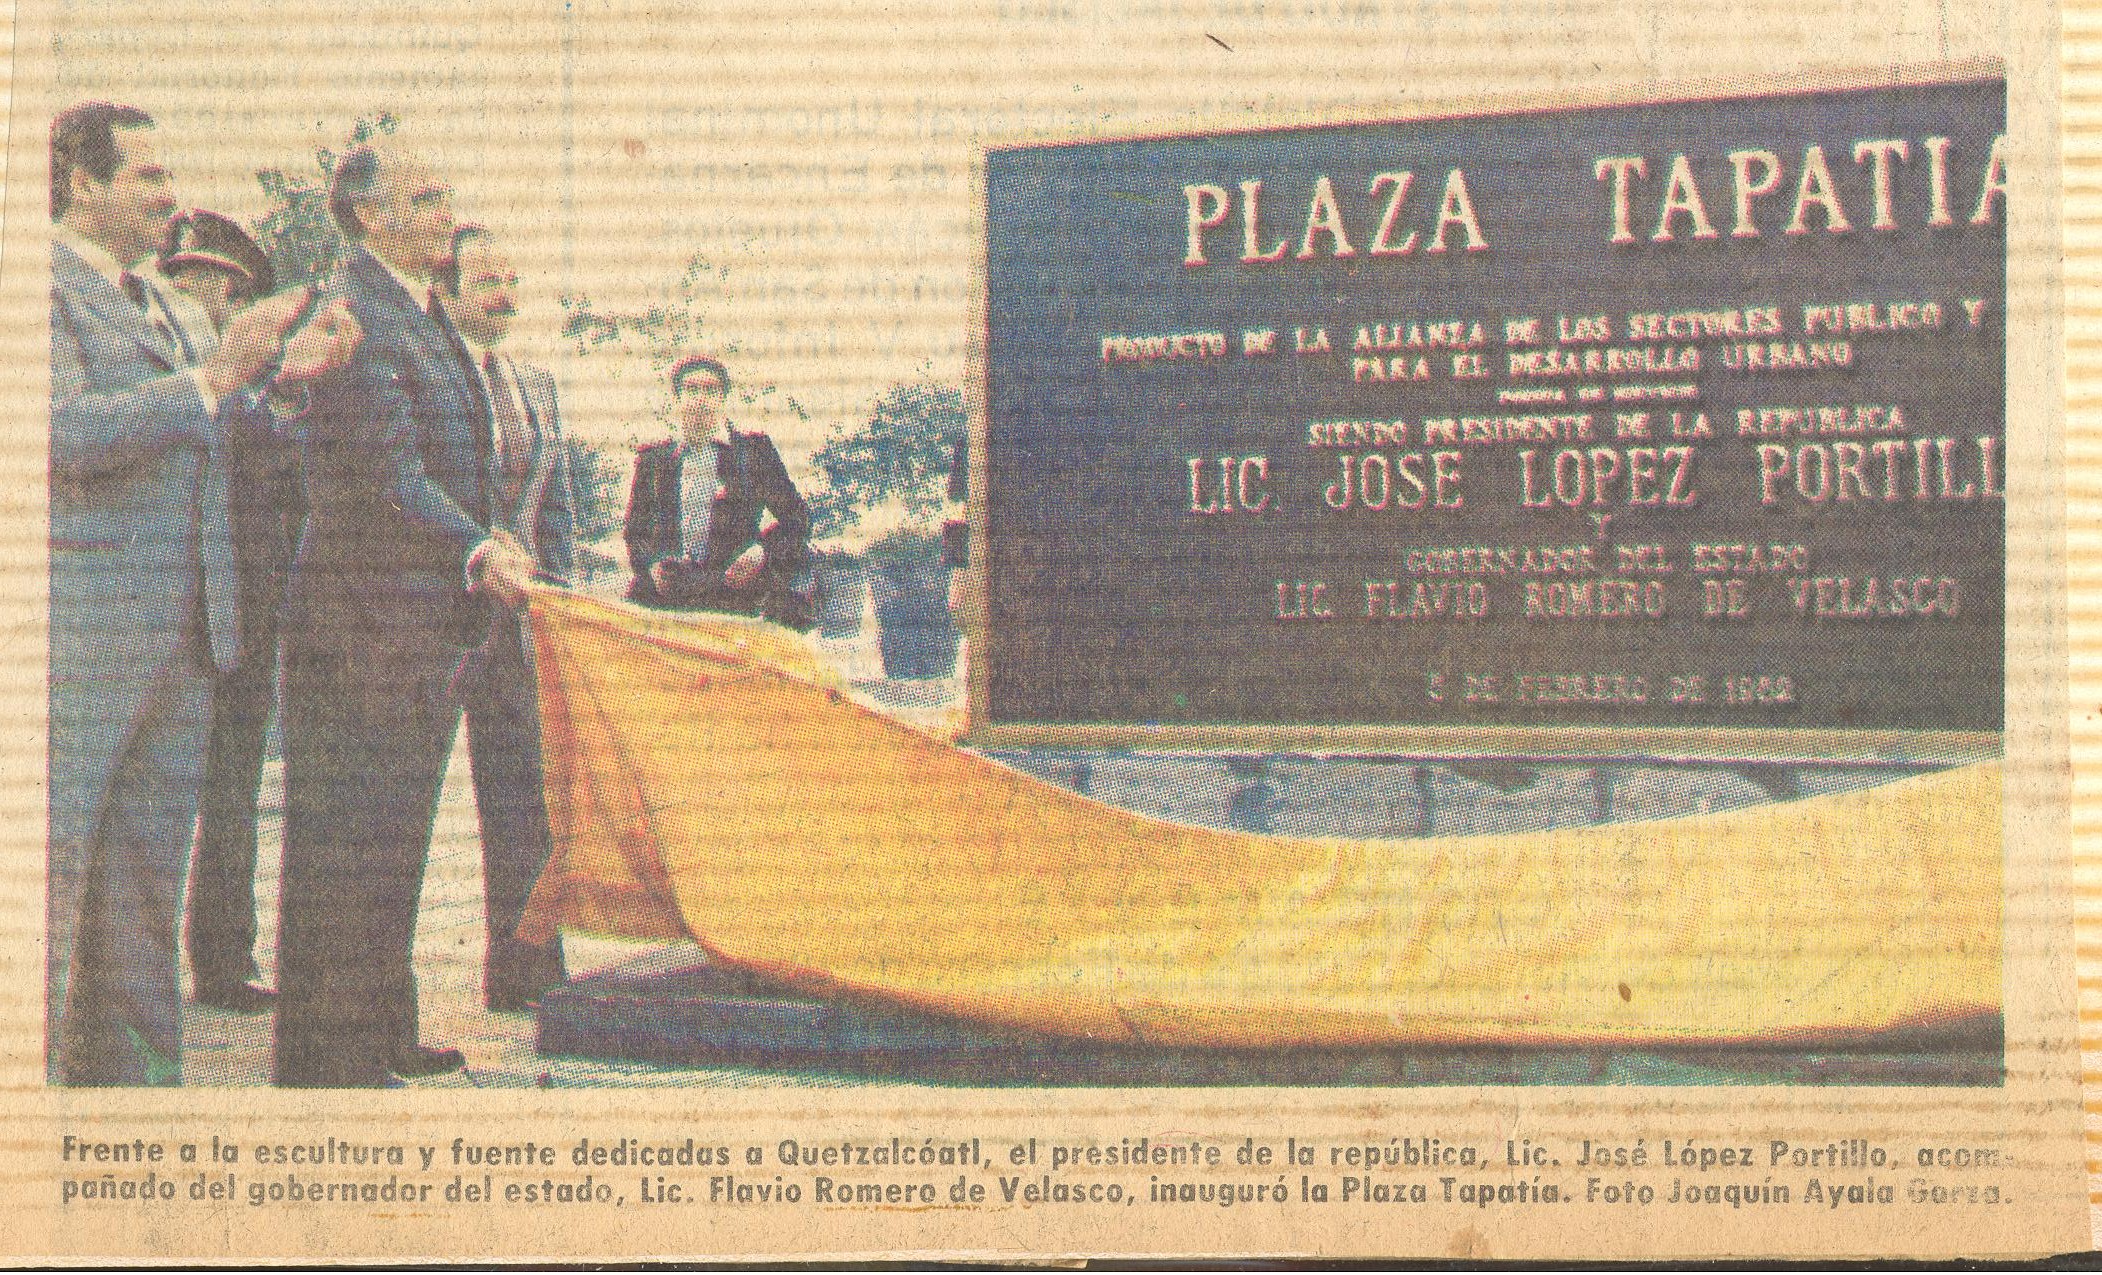 PLAZA TAPATIA
PRODUCTO DE LA ALIANZA DE LOS SECTORES PUBLICO Y
PARA EL DESARROLLO URBANO
SIENDO PRESIDENTE DE LA REPUBLICA
LIC. JOSE LOPEZ PORTILL
Y
GOBERNADOR DEL ESTADO
LIC. FLAVIO ROMERO DE VELASCO
5 DE FEBRERO DE 1982
Frente a la escultura y fuente dedicadas a Quetzalcóatl, el presidente de la república, Lic. José López Portillo, acom-
pañado del gobernador del estado, Lic. Flavio Romero de Velasco, inauguró la Plaza Tapatía. Foto Joaquín Ayala Garza.